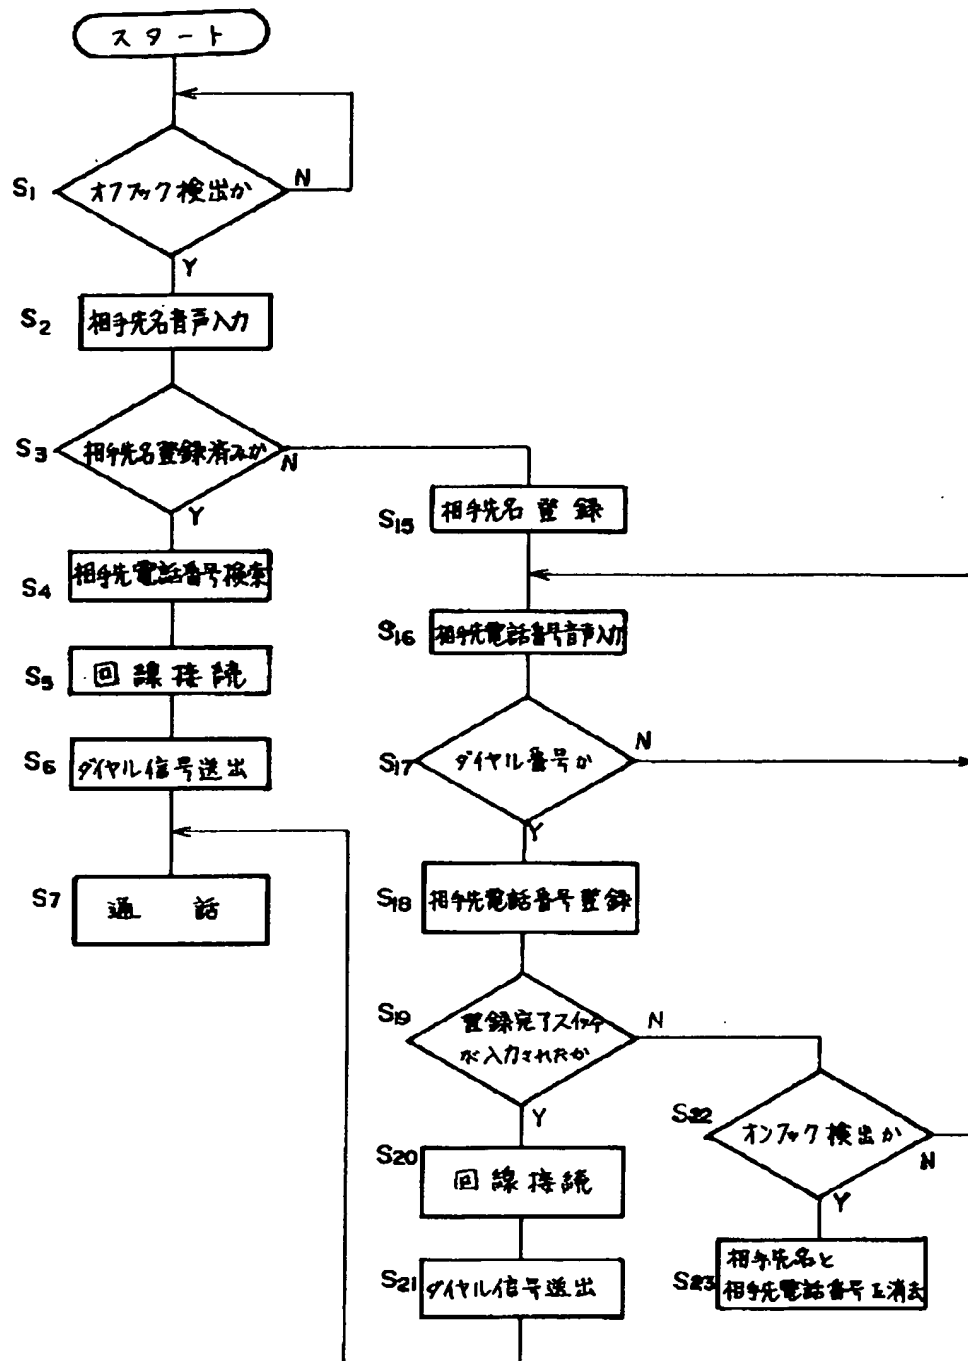 スタート
S1
オフフック検出か
N
Y
S2
相手先名音声入力
S3
相手先名登録済みか
N
Y
S4
相手先電話番号検索
S5
回線接続
S6
ダイヤル信号送出
S7
通話
S15
相手先名登録
S16
相手先電話番号音声入力
S17
ダイヤル番号か
N
Y
S18
相手先電話番号登録
S19
登録完了スイッチ
が入力されたか
N
Y
S20
回線接続
S21
ダイヤル信号送出
S22
オンフック検出か
N
Y
S23
相手先名と
相手先電話番号を消去